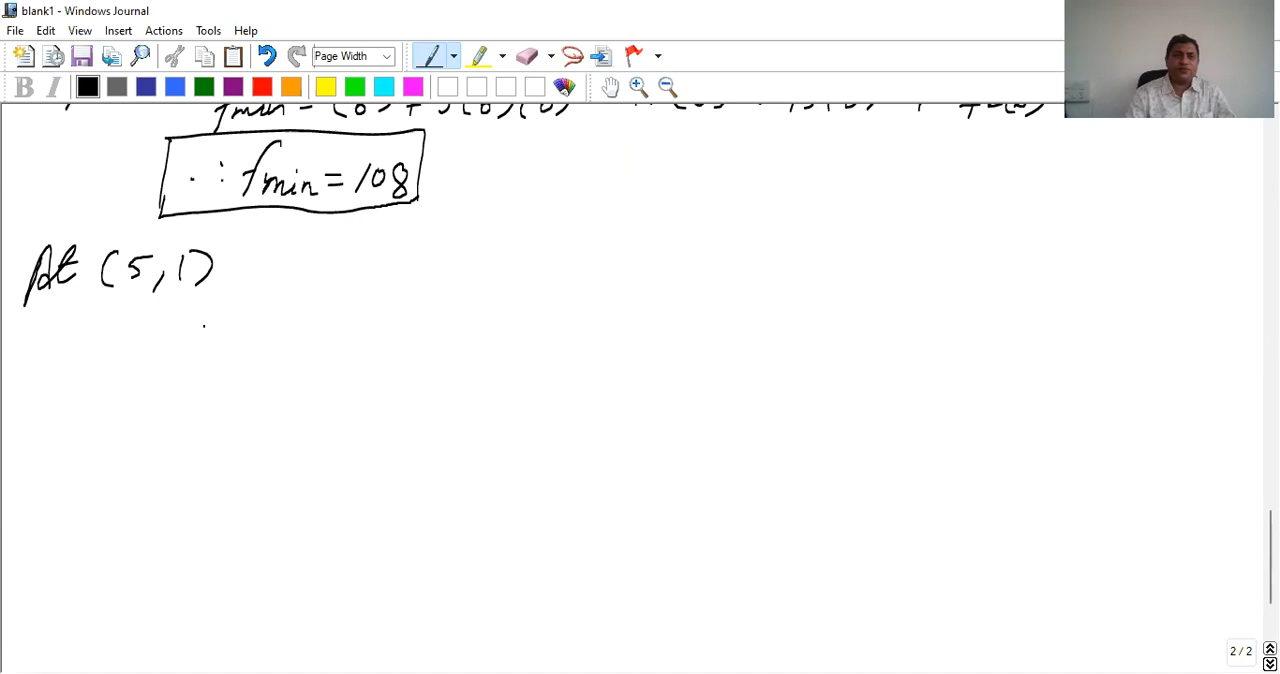 blank1 - Windows Journal
File Edit View Insert Actions Tools Help
Page Width
B I
∴ fmin = 108
At (5,1)
2 / 2